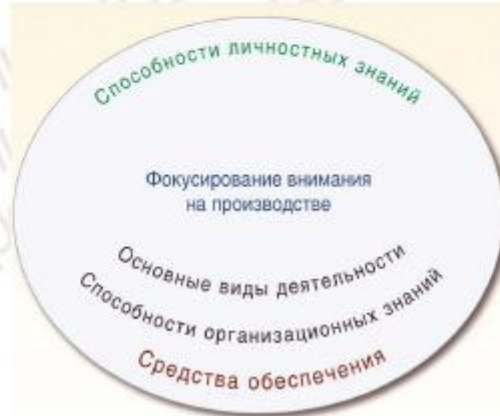 Способности личностных знаний
Фокусирование внимания
на производстве
Основные виды деятельности
Способности организационных знаний
Средства обеспечения